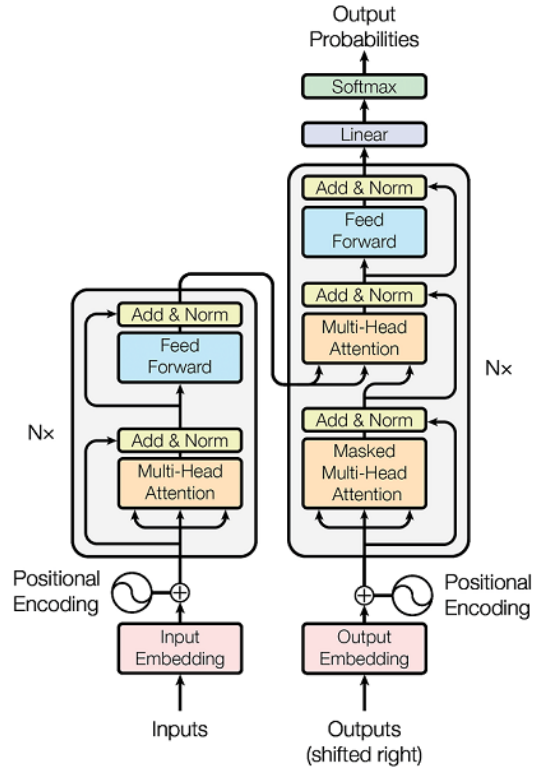 Output
Probabilities
Softmax
Linear
Add & Norm
Feed
Forward
Add & Norm
Multi-Head
Attention
Add & Norm
Masked
Multi-Head
Attention
N×
Add & Norm
Feed
Forward
Add & Norm
Multi-Head
Attention
N×
Positional
Encoding
Positional
Encoding
Input
Embedding
Output
Embedding
Inputs
Outputs
(shifted right)